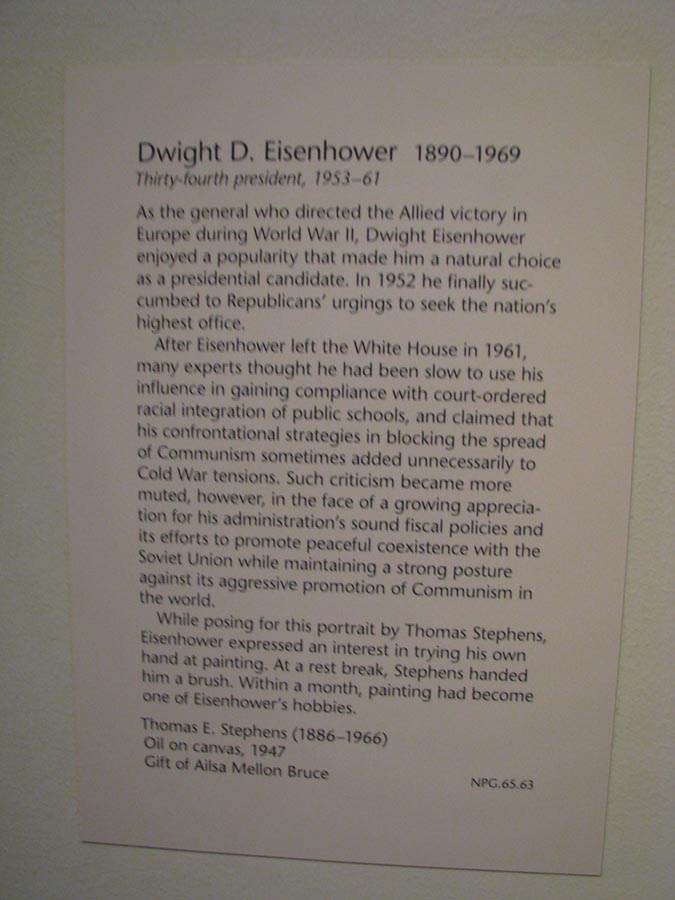 Dwight D. Eisenhower 1890–1969
Thirty-fourth president, 1953–61
As the general who directed the Allied victory in
Europe during World War II, Dwight Eisenhower
enjoyed a popularity that made him a natural choice
as a presidential candidate. In 1952 he finally suc-
cumbed to Republicans' urgings to seek the nation's
highest office.
After Eisenhower left the White House in 1961,
many experts thought he had been slow to use his
influence in gaining compliance with court-ordered
racial integration of public schools, and claimed that
his confrontational strategies in blocking the spread
of Communism sometimes added unnecessarily to
Cold War tensions. Such criticism became more
muted, however, in the face of a growing apprecia-
tion for his administration's sound fiscal policies and
its efforts to promote peaceful coexistence with the
Soviet Union while maintaining a strong posture
against its aggressive promotion of Communism in
the world.
While posing for this portrait by Thomas Stephens,
Eisenhower expressed an interest in trying his own
hand at painting. At a rest break, Stephens handed
him a brush. Within a month, painting had become
one of Eisenhower's hobbies.
Thomas E. Stephens (1886–1966)
Oil on canvas, 1947
Gift of Ailsa Mellon Bruce
NPG.65.63